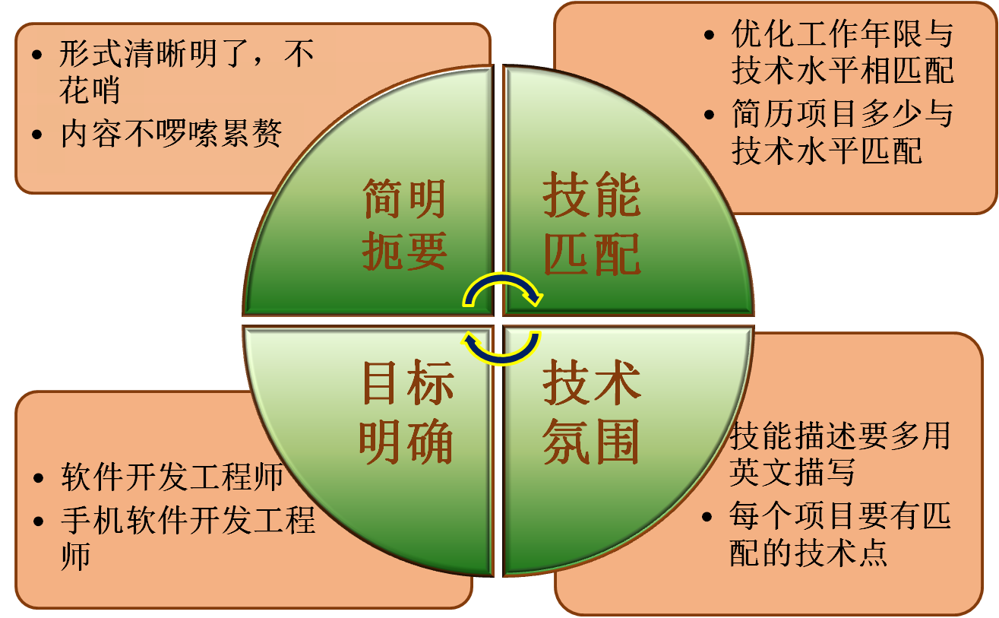 • 形式清晰明了，不
花哨
• 内容不啰嗦累赘
• 优化工作年限与
技术水平相匹配
• 简历项目多少与
技术水平匹配
简明
扼要
技能
匹配
目标
明确
技术
氛围
• 软件开发工程师
• 手机软件开发工程
师
技能描述要多用
英文描写
• 每个项目要有匹
配的技术点